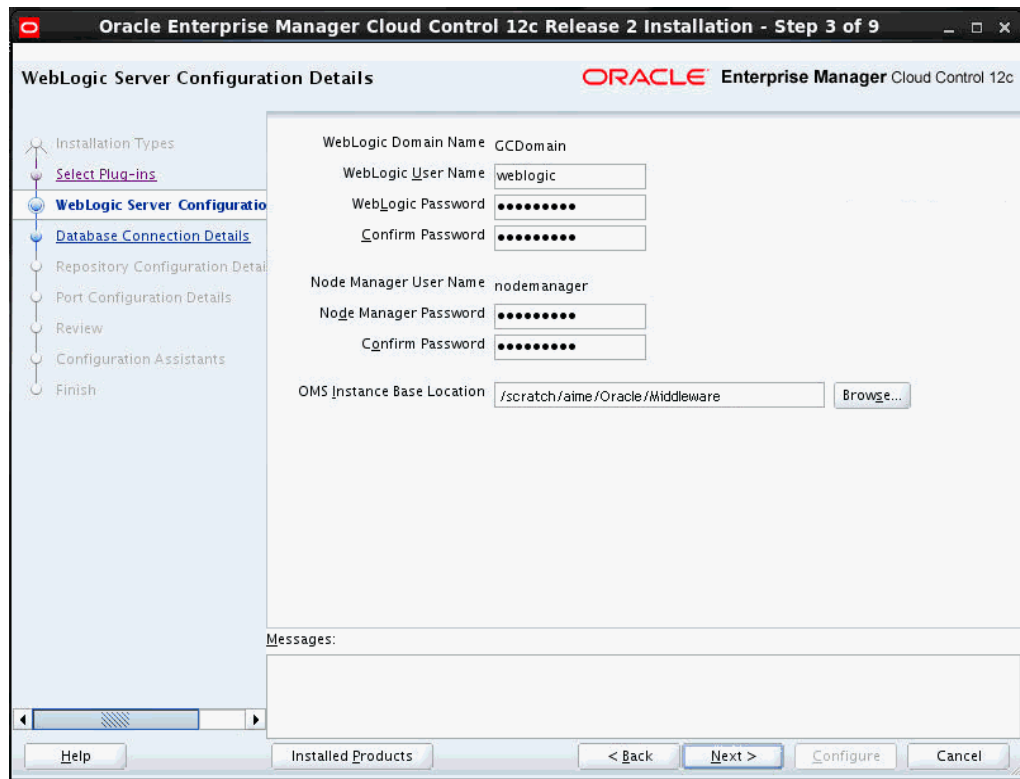 Oracle Enterprise Manager Cloud Control 12c Release 2 Installation - Step 3 of 9
WebLogic Server Configuration Details
ORACLE Enterprise Manager Cloud Control 12c
Installation Types
Select Plug-ins
WebLogic Server Configuratio
Database Connection Details
Repository Configuration Detai
Port Configuration Details
Review
Configuration Assistants
Finish
WebLogic Domain Name GCDomain
WebLogic User Name weblogic
WebLogic Password ●●●●●●●●●
Confirm Password ●●●●●●●●●
Node Manager User Name nodemanager
Node Manager Password ●●●●●●●●●
Confirm Password ●●●●●●●●●
OMS Instance Base Location /scratch/aime/Oracle/Middleware Browse...
Messages:
Help Installed Products < Back Next > Configure Cancel